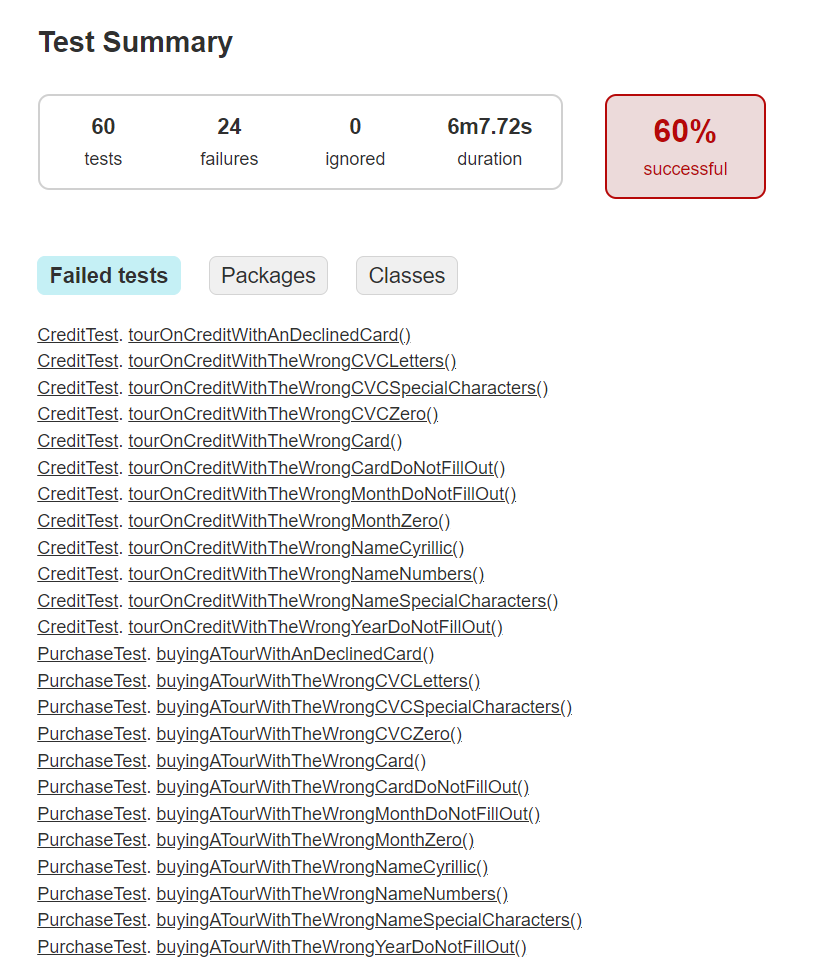 Test Summary
60 24 0 6m7.72s
tests failures ignored duration
60%
successful
Failed tests Packages Classes
CreditTest. tourOnCreditWithAnDeclinedCard()
CreditTest. tourOnCreditWithTheWrongCVCLetters()
CreditTest. tourOnCreditWithTheWrongCVCSpecialCharacters()
CreditTest. tourOnCreditWithTheWrongCVCZero()
CreditTest. tourOnCreditWithTheWrongCard()
CreditTest. tourOnCreditWithTheWrongCardDoNotFillOut()
CreditTest. tourOnCreditWithTheWrongMonthDoNotFillOut()
CreditTest. tourOnCreditWithTheWrongMonthZero()
CreditTest. tourOnCreditWithTheWrongNameCyrillic()
CreditTest. tourOnCreditWithTheWrongNameNumbers()
CreditTest. tourOnCreditWithTheWrongNameSpecialCharacters()
CreditTest. tourOnCreditWithTheWrongYearDoNotFillOut()
PurchaseTest. buyingATourWithAnDeclinedCard()
PurchaseTest. buyingATourWithTheWrongCVCLetters()
PurchaseTest. buyingATourWithTheWrongCVCSpecialCharacters()
PurchaseTest. buyingATourWithTheWrongCVCZero()
PurchaseTest. buyingATourWithTheWrongCard()
PurchaseTest. buyingATourWithTheWrongCardDoNotFillOut()
PurchaseTest. buyingATourWithTheWrongMonthDoNotFillOut()
PurchaseTest. buyingATourWithTheWrongMonthZero()
PurchaseTest. buyingATourWithTheWrongNameCyrillic()
PurchaseTest. buyingATourWithTheWrongNameNumbers()
PurchaseTest. buyingATourWithTheWrongNameSpecialCharacters()
PurchaseTest. buyingATourWithTheWrongYearDoNotFillOut()